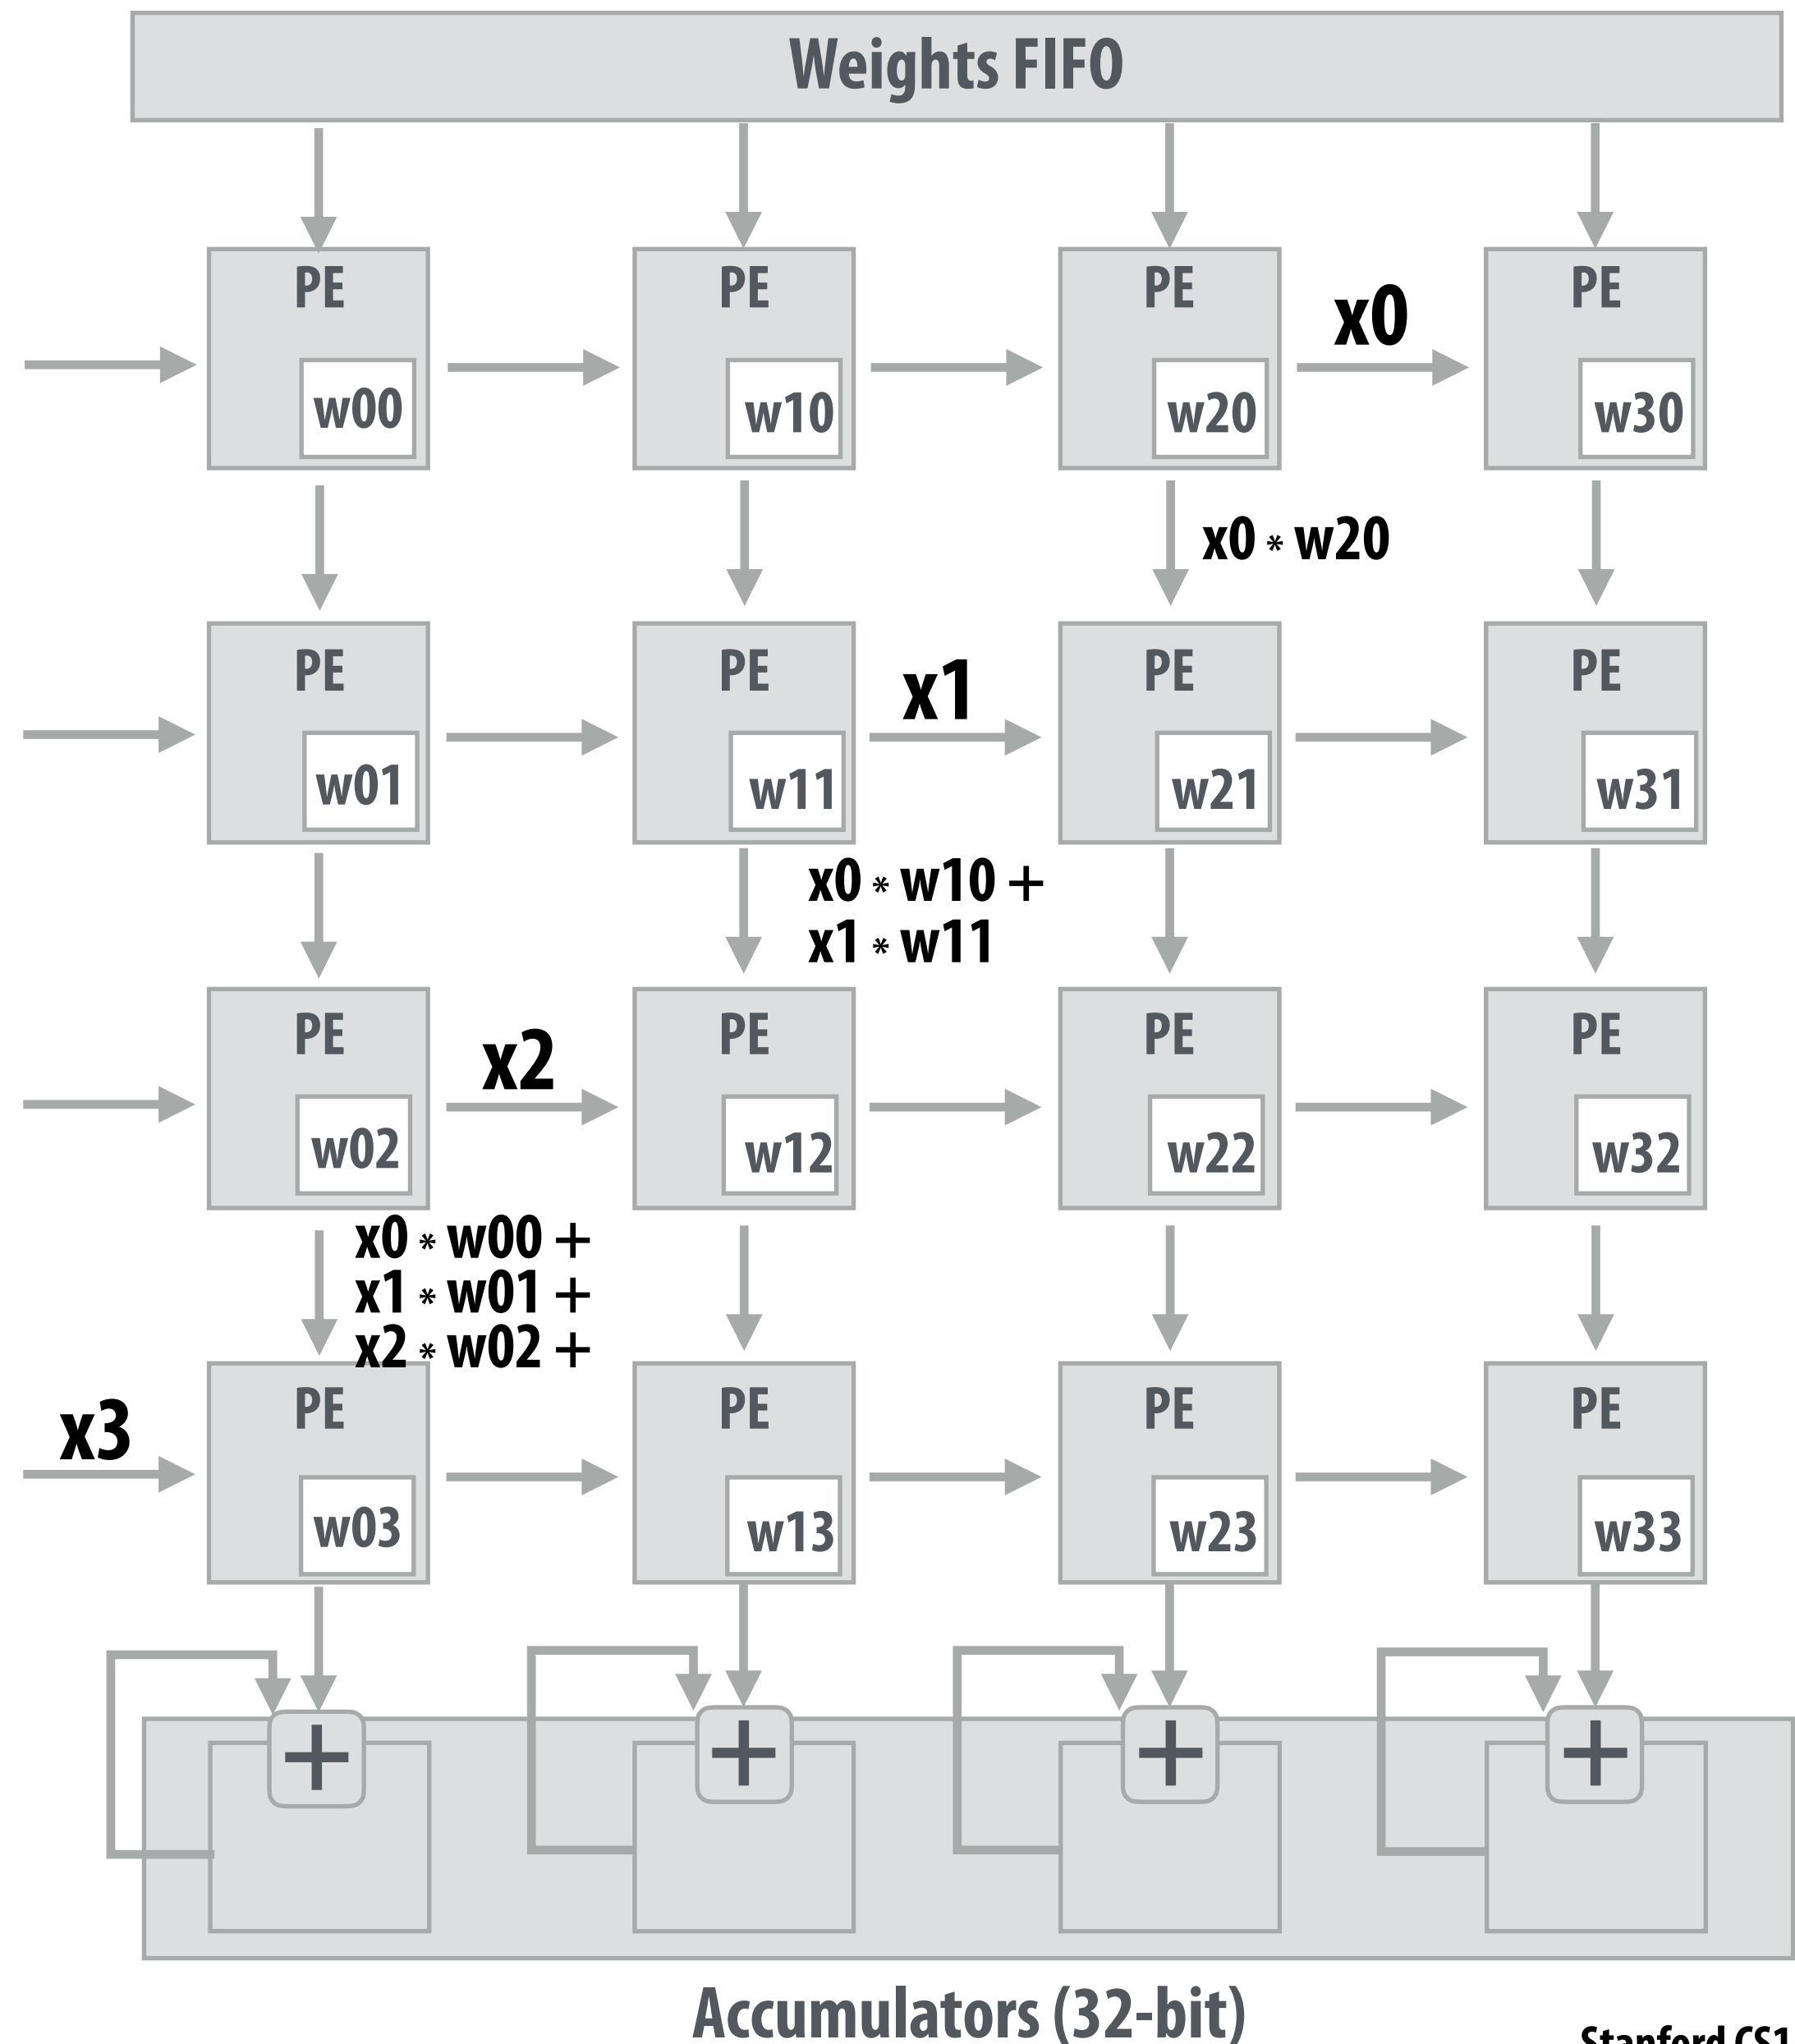 Weights FIFO
PE
PE
PE
PE
x0
w00
w10
w20
w30
x0 * w20
PE
PE
PE
PE
x1
w01
w11
w21
w31
x0 * w10 +
x1 * w11
PE
PE
PE
PE
x2
w02
w12
w22
w32
x0 * w00 +
x1 * w01 +
x2 * w02 +
PE
PE
PE
PE
x3
w03
w13
w23
w33
+
+
+
+
Accumulators (32-bit)
Stanford CS1